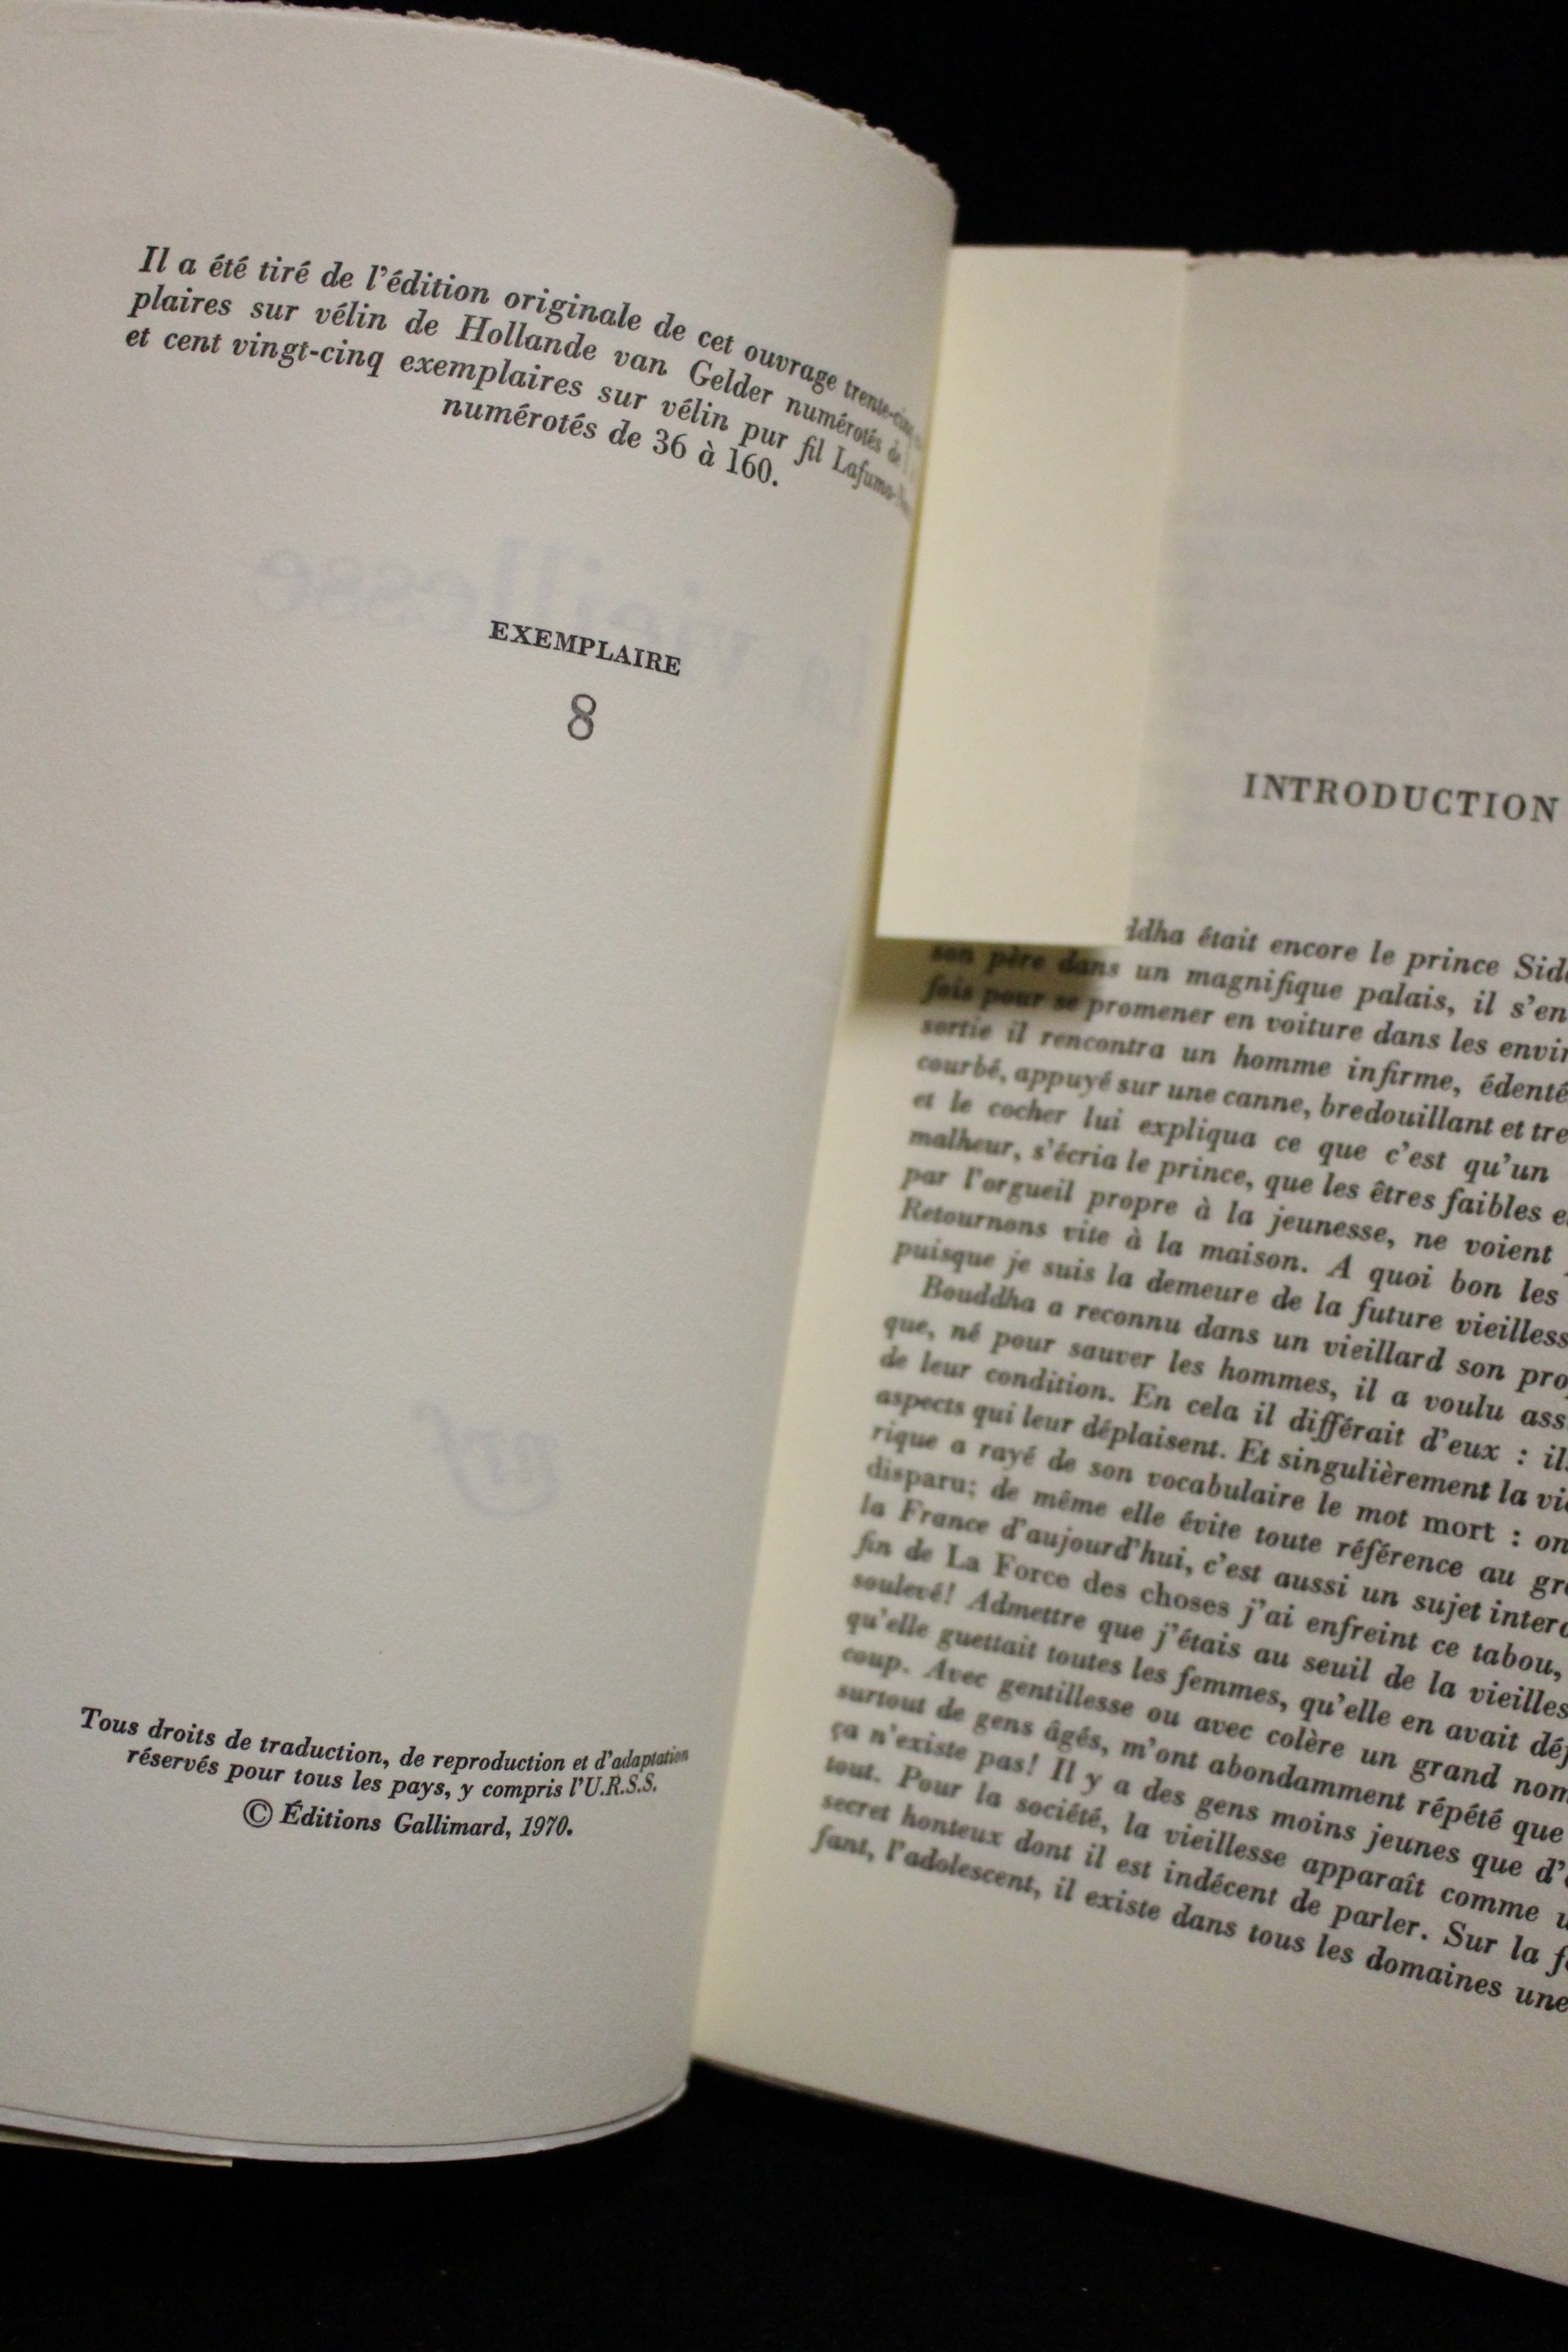 Il a été tiré de l'édition originale de cet ouvrage trente-cinq
plaires sur vélin de Hollande van Gelder numérotés de
et cent vingt-cinq exemplaires sur vélin pur fil Lafuma-
numérotés de 36 à 160.
la vieillesse
EXEMPLAIRE
8
nrf
Tous droits de traduction, de reproduction et d'adaptation
réservés pour tous les pays, y compris l'U.R.S.S.
© Éditions Gallimard, 1970.
INTRODUCTION
ddha était encore le prince Sid
son père dans un magnifique palais, il s'en
fois pour se promener en voiture dans les envir
sortie il rencontra un homme infirme, édenté
courbé, appuyé sur une canne, bredouillant et tre
et le cocher lui expliqua ce que c'est qu'un
malheur, s'écria le prince, que les êtres faibles e
par l'orgueil propre à la jeunesse, ne voient
Retournons vite à la maison. A quoi bon les
puisque je suis la demeure de la future vieilless
Bouddha a reconnu dans un vieillard son pro
que, né pour sauver les hommes, il a voulu ass
de leur condition. En cela il différait d'eux : il
aspects qui leur déplaisent. Et singulièrement la vi
rique a rayé de son vocabulaire le mot mort : on
disparu; de même elle évite toute référence au gr
la France d'aujourd'hui, c'est aussi un sujet interd
fin de La Force des choses j'ai enfreint ce tabou,
soulevé! Admettre que j'étais au seuil de la vieilles
qu'elle guettait toutes les femmes, qu'elle en avait déj
coup. Avec gentillesse ou avec colère un grand nom
surtout de gens âgés, m'ont abondamment répété que
ça n'existe pas! Il y a des gens moins jeunes que d'
tout. Pour la société, la vieillesse apparaît comme u
secret honteux dont il est indécent de parler. Sur la f
fant, l'adolescent, il existe dans tous les domaines une